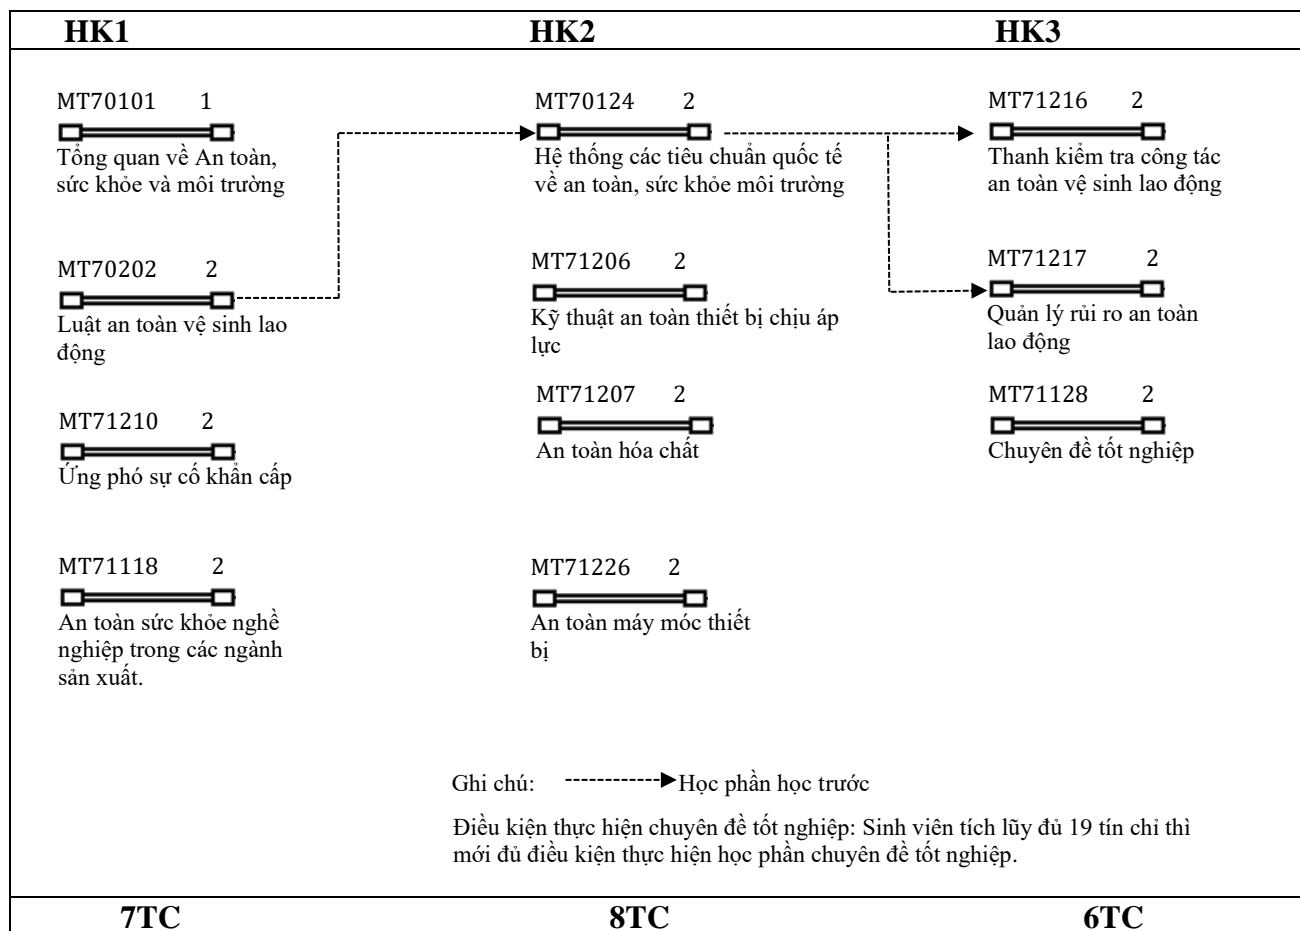 HK1
HK2
HK3
MT70101 1
Tổng quan về An toàn,
sức khỏe và môi trường
MT70202 2
Luật an toàn vệ sinh lao
động
MT71210 2
Ứng phó sự cố khẩn cấp
MT71118 2
An toàn sức khỏe nghề
nghiệp trong các ngành
sản xuất.
MT70124 2
Hệ thống các tiêu chuẩn quốc tế
về an toàn, sức khỏe môi trường
MT71206 2
Kỹ thuật an toàn thiết bị chịu áp
lực
MT71207 2
An toàn hóa chất
MT71226 2
An toàn máy móc thiết
bị
MT71216 2
Thanh kiểm tra công tác
an toàn vệ sinh lao động
MT71217 2
Quản lý rủi ro an toàn
lao động
MT71128 2
Chuyên đề tốt nghiệp
Ghi chú: Học phần học trước
Điều kiện thực hiện chuyên đề tốt nghiệp: Sinh viên tích lũy đủ 19 tín chỉ thì
mới đủ điều kiện thực hiện học phần chuyên đề tốt nghiệp.
7TC
8TC
6TC